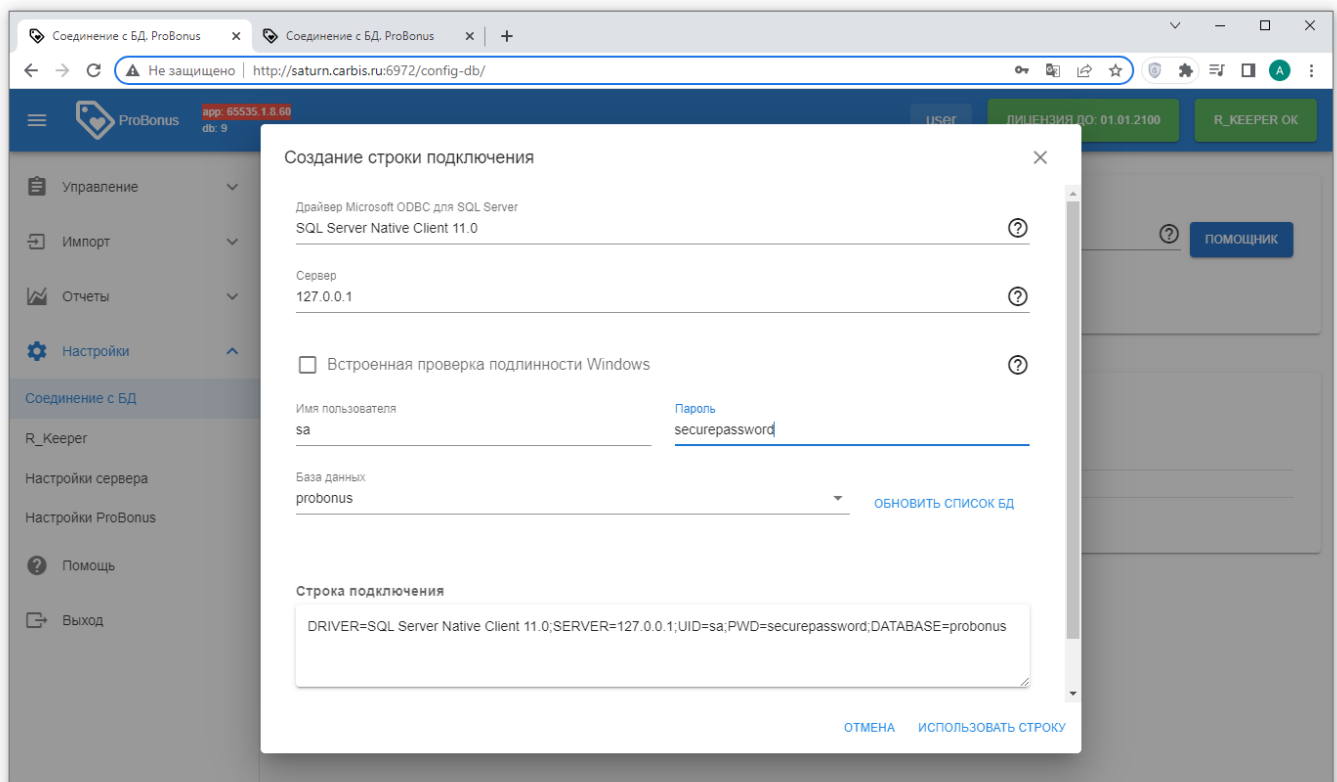 Соединение с БД. ProBonus
Соединение с БД. ProBonus
Не защищено http://saturn.carbis.ru:6972/config-db/
A
ProBonus
app: 65535.1.8.60
db: 9
user
ЛИЦЕНЗИЯ ДО: 01.01.2100
R_KEEPER ОК
Управление
Импорт
Отчеты
Настройки
Соединение с БД
R_Keeper
Настройки сервера
Настройки ProBonus
Помощь
Выход
ПОМОЩНИК
Создание строки подключения
Драйвер Microsoft ODBC для SQL Server
SQL Server Native Client 11.0
Сервер
127.0.0.1
Встроенная проверка подлинности Windows
Имя пользователя
sa
Пароль
securepassword
База данных
probonus
ОБНОВИТЬ СПИСОК БД
Строка подключения
DRIVER=SQL Server Native Client 11.0;SERVER=127.0.0.1;UID=sa;PWD=securepassword;DATABASE=probonus
ОТМЕНА
ИСПОЛЬЗОВАТЬ СТРОКУ